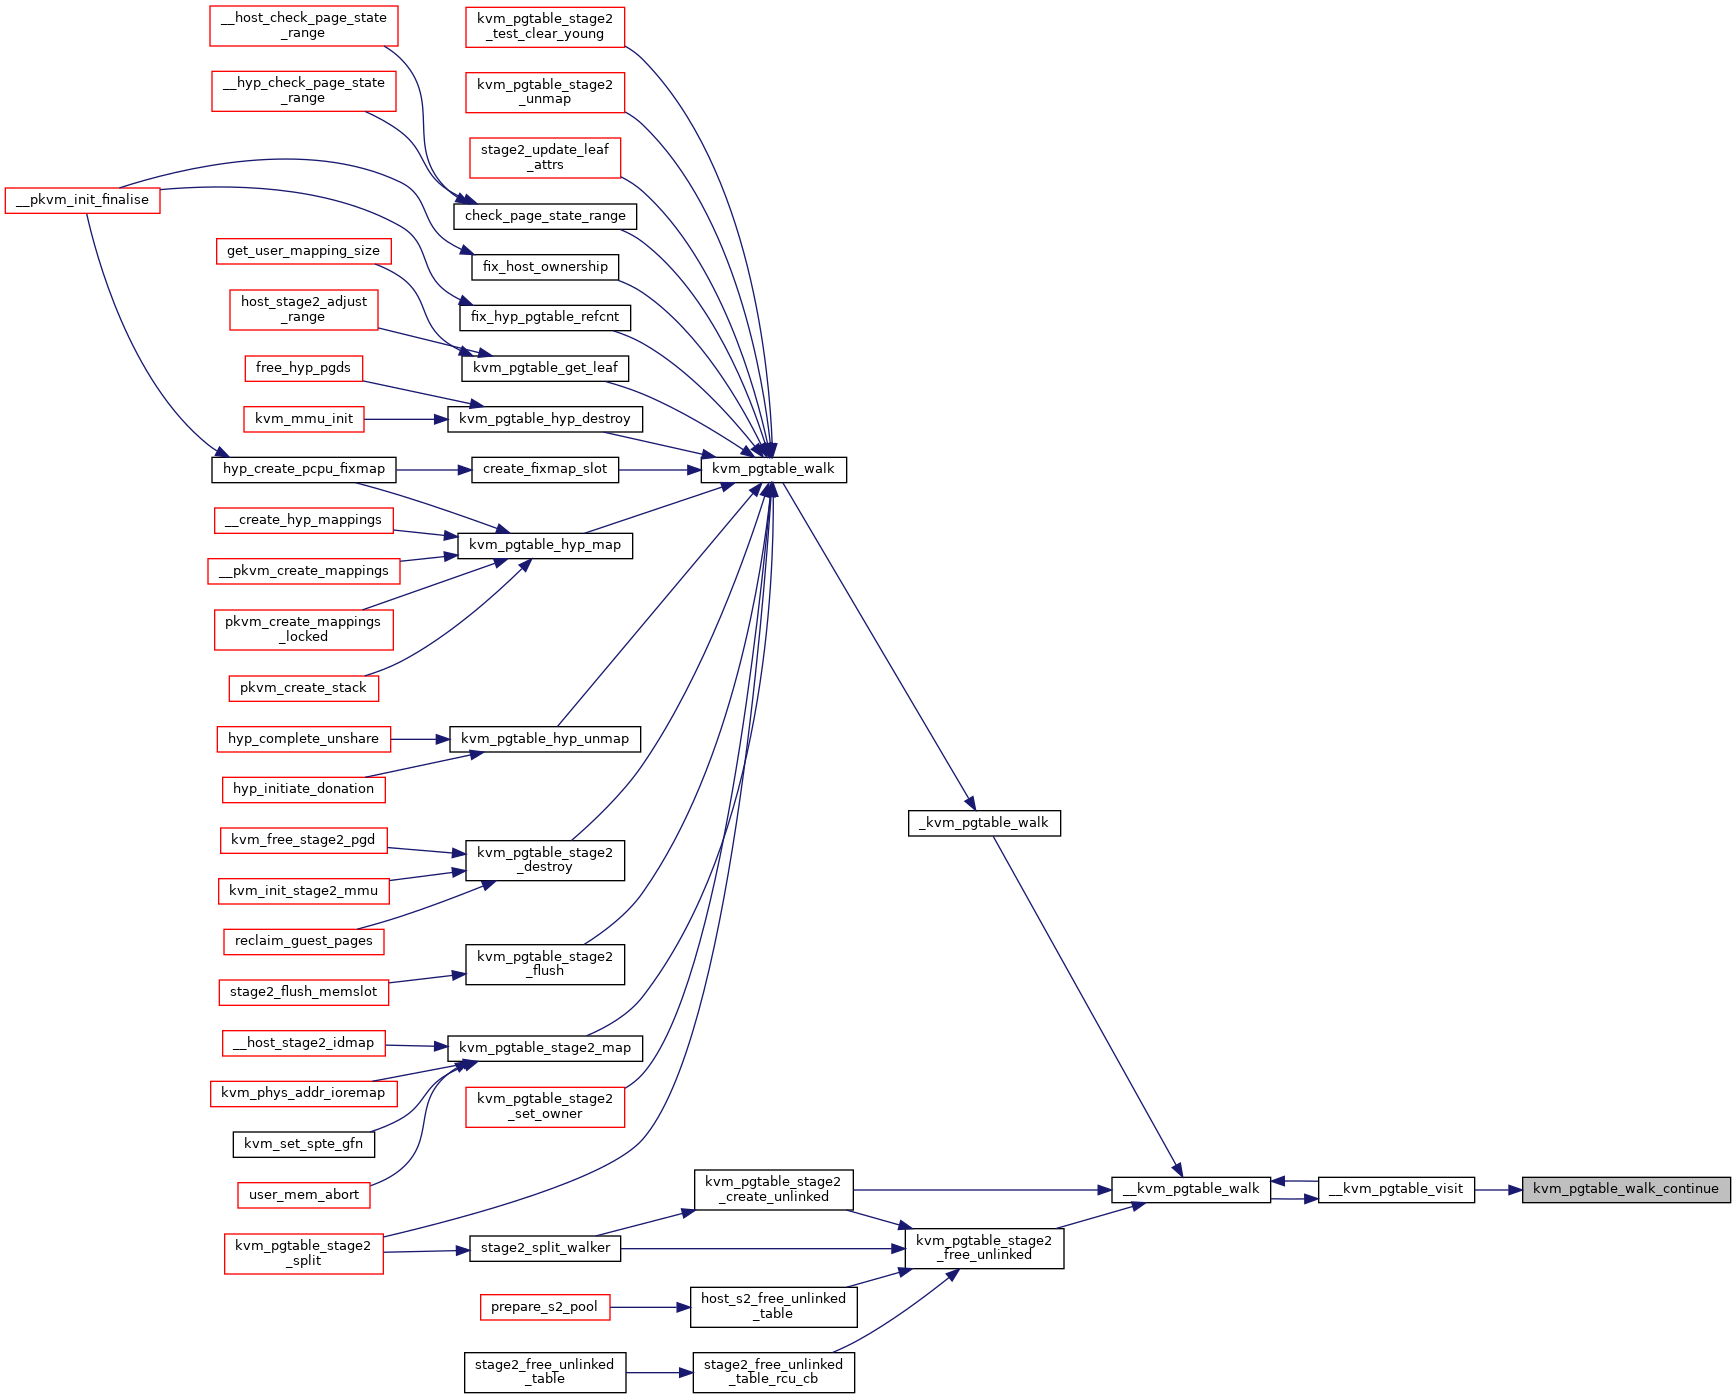 __host_check_page_state
_range
__hyp_check_page_state
_range
__pkvm_init_finalise
get_user_mapping_size
host_stage2_adjust
_range
free_hyp_pgds
kvm_mmu_init
hyp_create_pcpu_fixmap
__create_hyp_mappings
__pkvm_create_mappings
pkvm_create_mappings
_locked
pkvm_create_stack
hyp_complete_unshare
hyp_initiate_donation
kvm_free_stage2_pgd
kvm_init_stage2_mmu
reclaim_guest_pages
stage2_flush_memslot
__host_stage2_idmap
kvm_phys_addr_ioremap
kvm_set_spte_gfn
user_mem_abort
kvm_pgtable_stage2
_split
kvm_pgtable_stage2
_test_clear_young
kvm_pgtable_stage2
_unmap
stage2_update_leaf
_attrs
check_page_state_range
fix_host_ownership
fix_hyp_pgtable_refcnt
kvm_pgtable_get_leaf
kvm_pgtable_hyp_destroy
create_fixmap_slot
kvm_pgtable_hyp_map
kvm_pgtable_hyp_unmap
kvm_pgtable_stage2
_destroy
kvm_pgtable_stage2
_flush
kvm_pgtable_stage2_map
kvm_pgtable_stage2
_set_owner
stage2_split_walker
prepare_s2_pool
stage2_free_unlinked
_table
kvm_pgtable_walk
kvm_pgtable_stage2
_create_unlinked
host_s2_free_unlinked
_table
stage2_free_unlinked
_table_rcu_cb
_kvm_pgtable_walk
kvm_pgtable_stage2
_free_unlinked
__kvm_pgtable_walk
__kvm_pgtable_visit
kvm_pgtable_walk_continue